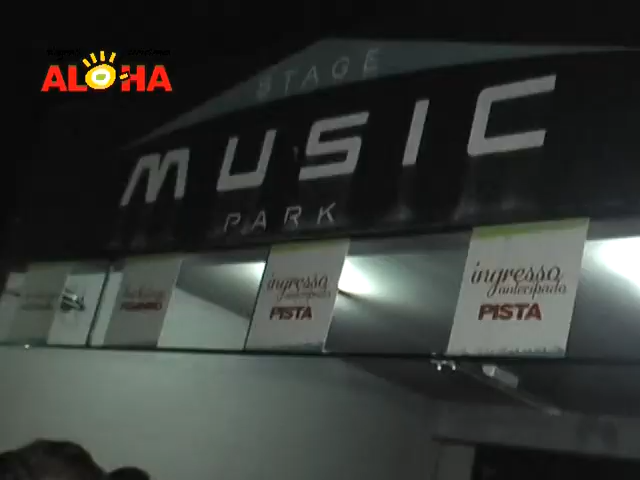 ALOHA
STAGE
MUSIC
PARK
ingresso
antecipado
PISTA
ingresso
antecipado
PISTA